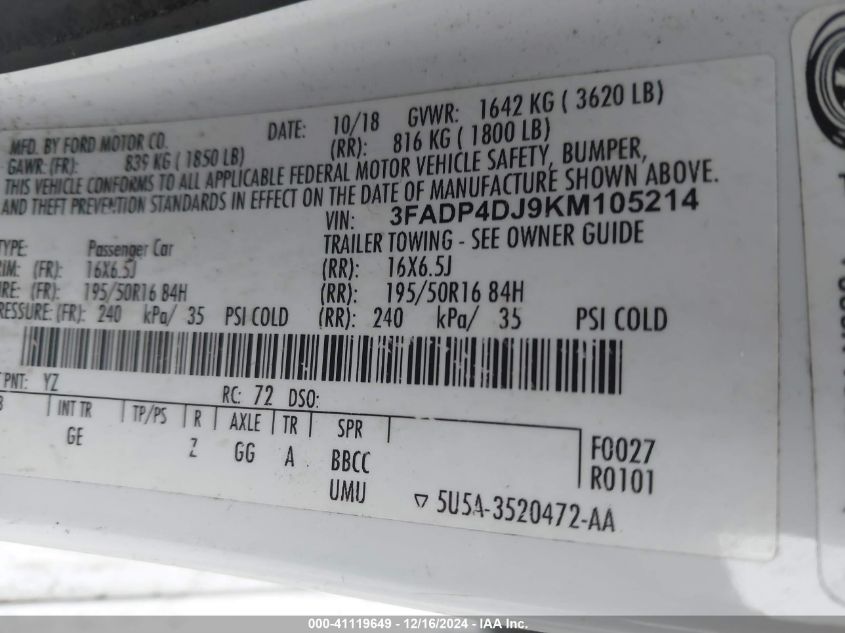 MFD. BY FORD MOTOR CO.
DATE: 10/18 GVWR: 1642 KG ( 3620 LB)
GAWR: (FR): 839 KG ( 1850 LB) (RR): 816 KG ( 1800 LB)
THIS VEHICLE CONFORMS TO ALL APPLICABLE FEDERAL MOTOR VEHICLE SAFETY, BUMPER,
AND THEFT PREVENTION STANDARDS IN EFFECT ON THE DATE OF MANUFACTURE SHOWN ABOVE.
VIN: 3FADP4DJ9KM105214
TYPE: Passenger Car TRAILER TOWING - SEE OWNER GUIDE
RIM: (FR): 16X6.5J (RR): 16X6.5J
IRE: (FR): 195/50R16 84H (RR): 195/50R16 84H
PRESSURE: (FR): 240 kPa/ 35 PSI COLD (RR): 240 kPa/ 35 PSI COLD
T PNT: YZ RC: 72 DSO:
INT TR TP/PS R AXLE TR SPR
GE Z GG A BBCC
UMU
F0027
R0101
▽ 5U5A-3520472-AA
000-41119649 - 12/16/2024 - IAA Inc.